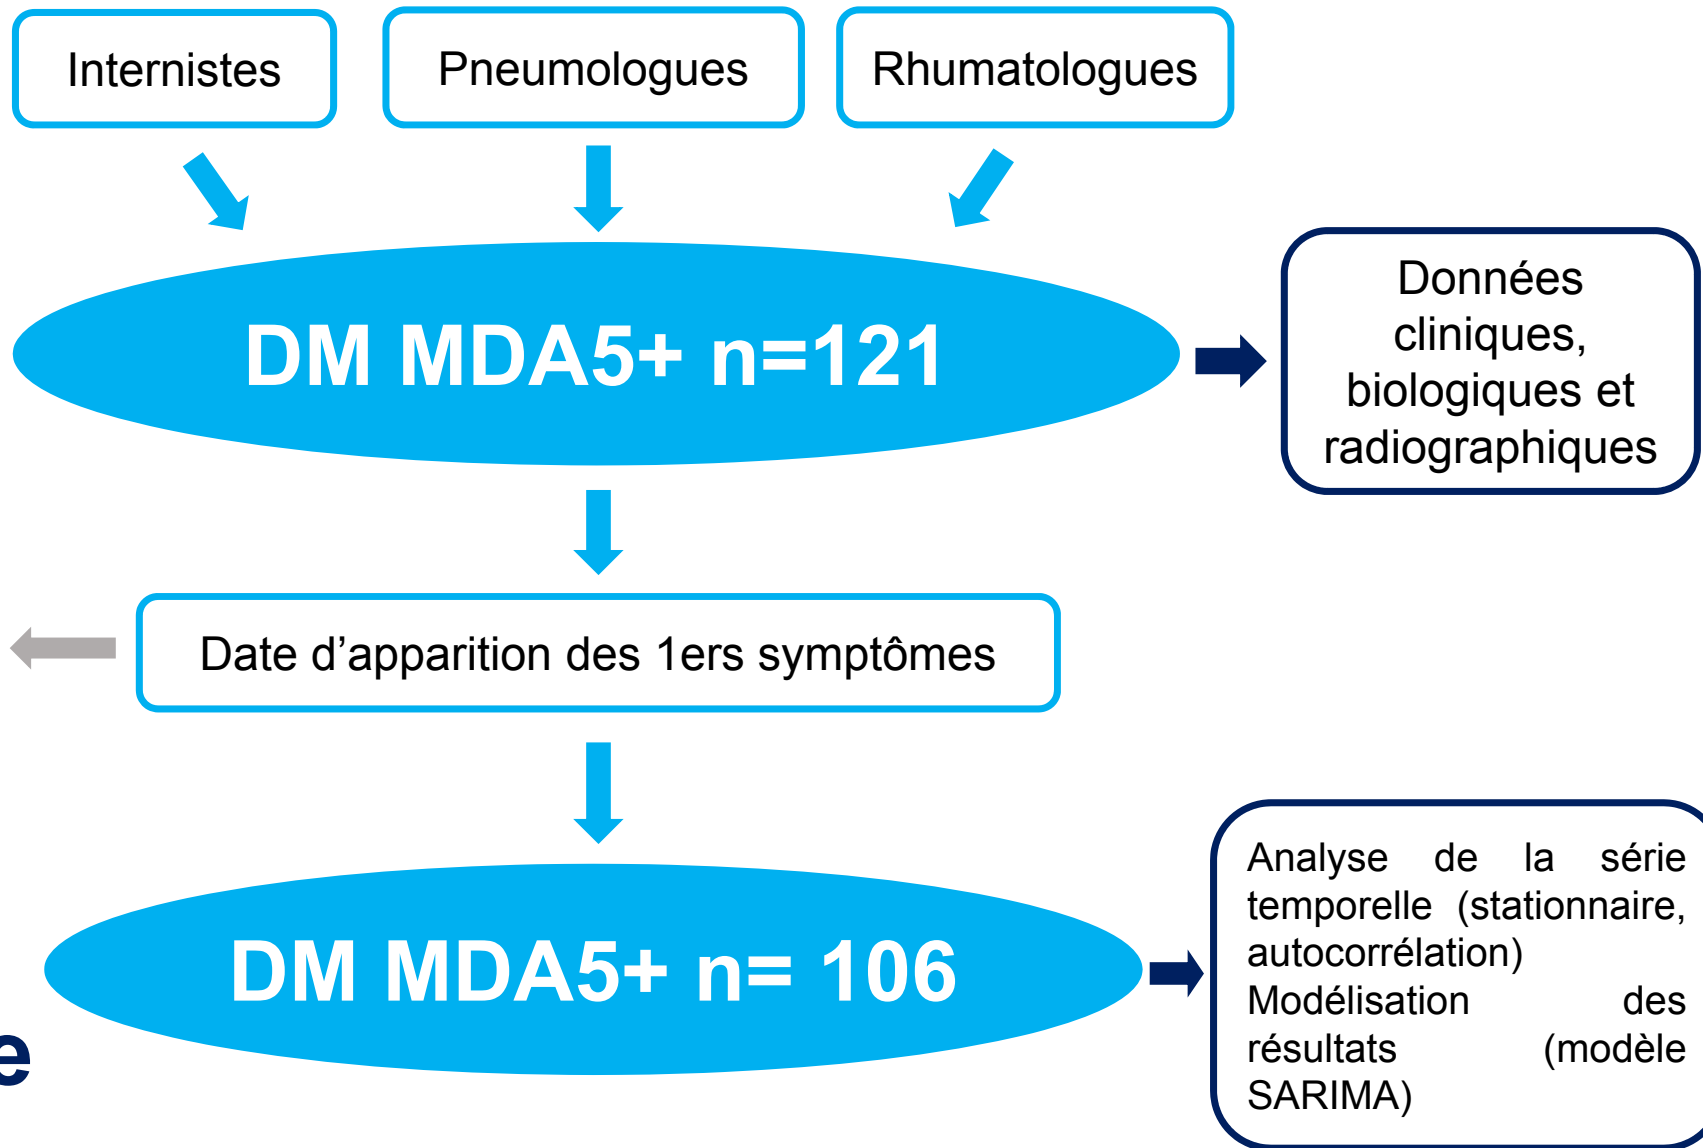 Internistes
Pneumologues
Rhumatologues
DM MDA5+ n=121
Données
cliniques,
biologiques et
radiographiques
Date d’apparition des 1ers symptômes
DM MDA5+ n= 106
Analyse de la série
temporelle (stationnaire,
autocorrélation)
Modélisation des
résultats (modèle
SARIMA)
e